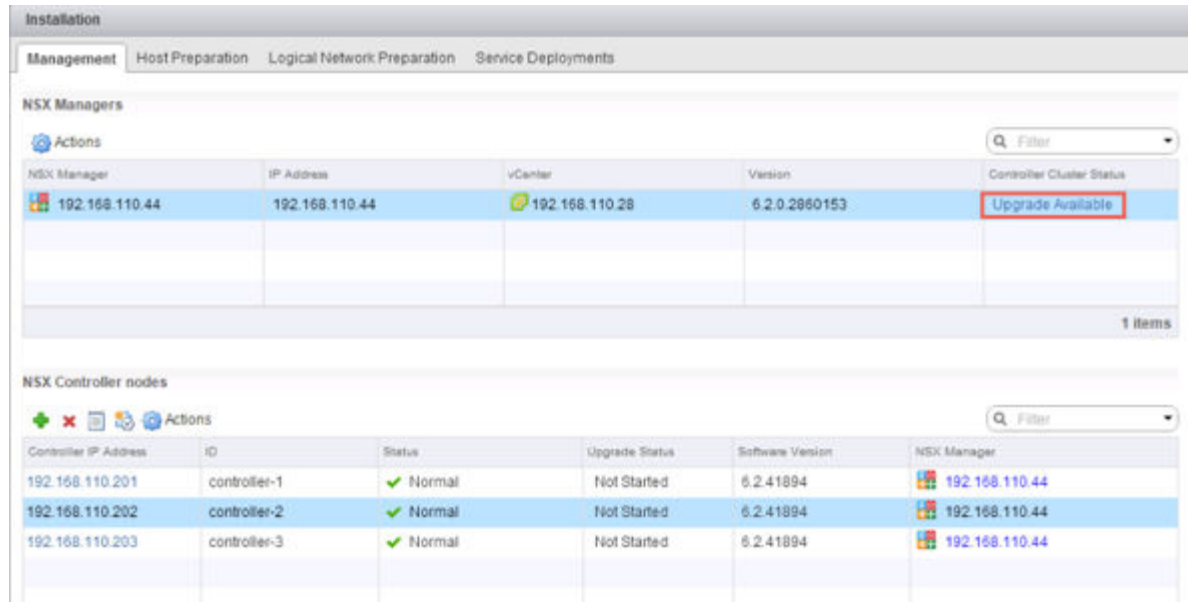 Installation
Management Host Preparation Logical Network Preparation Service Deployments
NSX Managers
Actions Filter
NSX Manager IP Address vCenter Version Controller Cluster Status
192.168.110.44 192.168.110.44 192.168.110.28 6.2.0.2860153 Upgrade Available
1 items
NSX Controller nodes
Actions Filter
Controller IP Address ID Status Upgrade Status Software Version NSX Manager
192.168.110.201 controller-1 Normal Not Started 6.2.41894 192.168.110.44
192.168.110.202 controller-2 Normal Not Started 6.2.41894 192.168.110.44
192.168.110.203 controller-3 Normal Not Started 6.2.41894 192.168.110.44